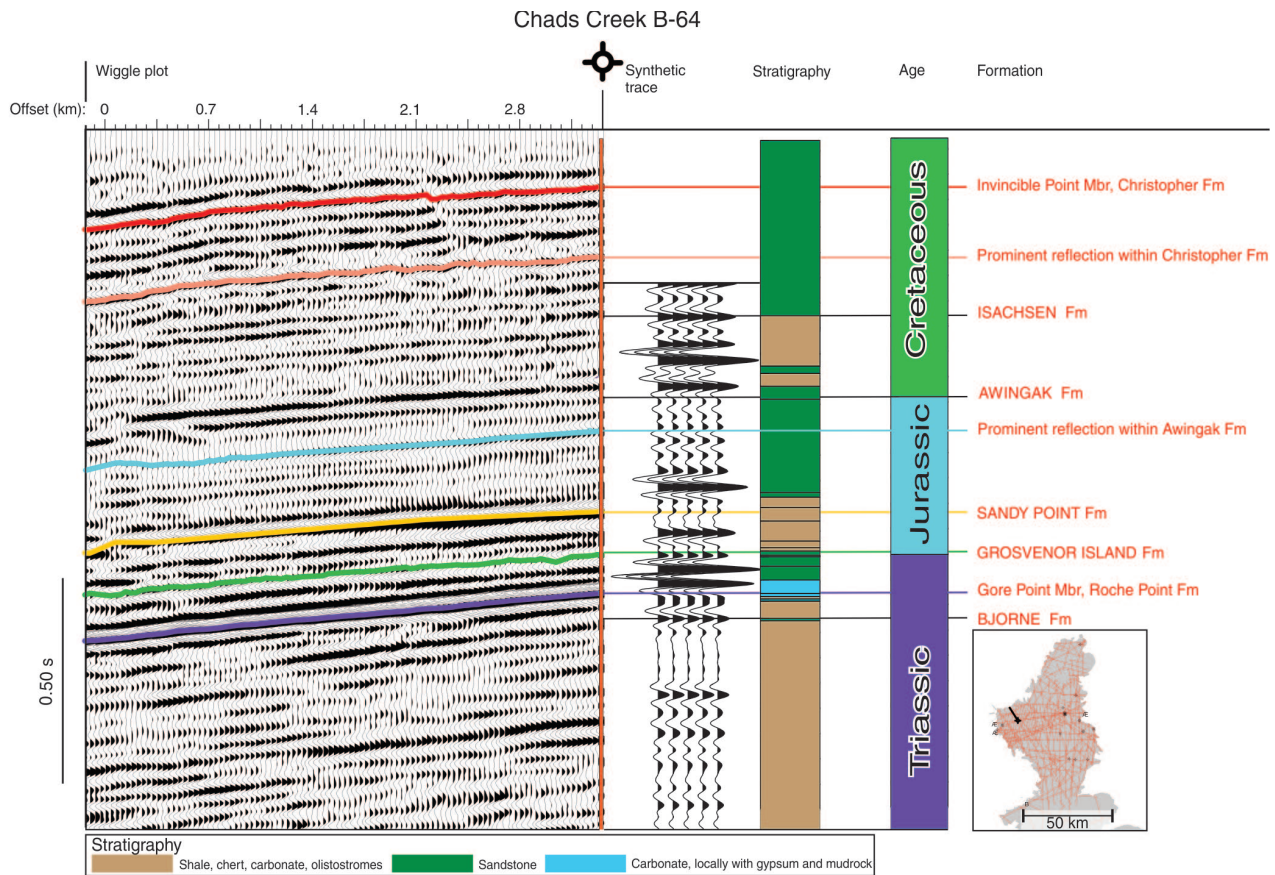 Chads Creek B-64
Wiggle plot
Synthetic
trace
Stratigraphy
Age
Formation
Offset (km): 0 0.7 1.4 2.1 2.8
Invincible Point Mbr, Christopher Fm
Prominent reflection within Christopher Fm
ISACHSEN Fm
AWINGAK Fm
Prominent reflection within Awingak Fm
SANDY POINT Fm
GROSVENOR ISLAND Fm
Gore Point Mbr, Roche Point Fm
BJORNE Fm
Cretaceous
Jurassic
Triassic
0.50 s
50 km
Stratigraphy
Shale, chert, carbonate, olistostromes
Sandstone
Carbonate, locally with gypsum and mudrock